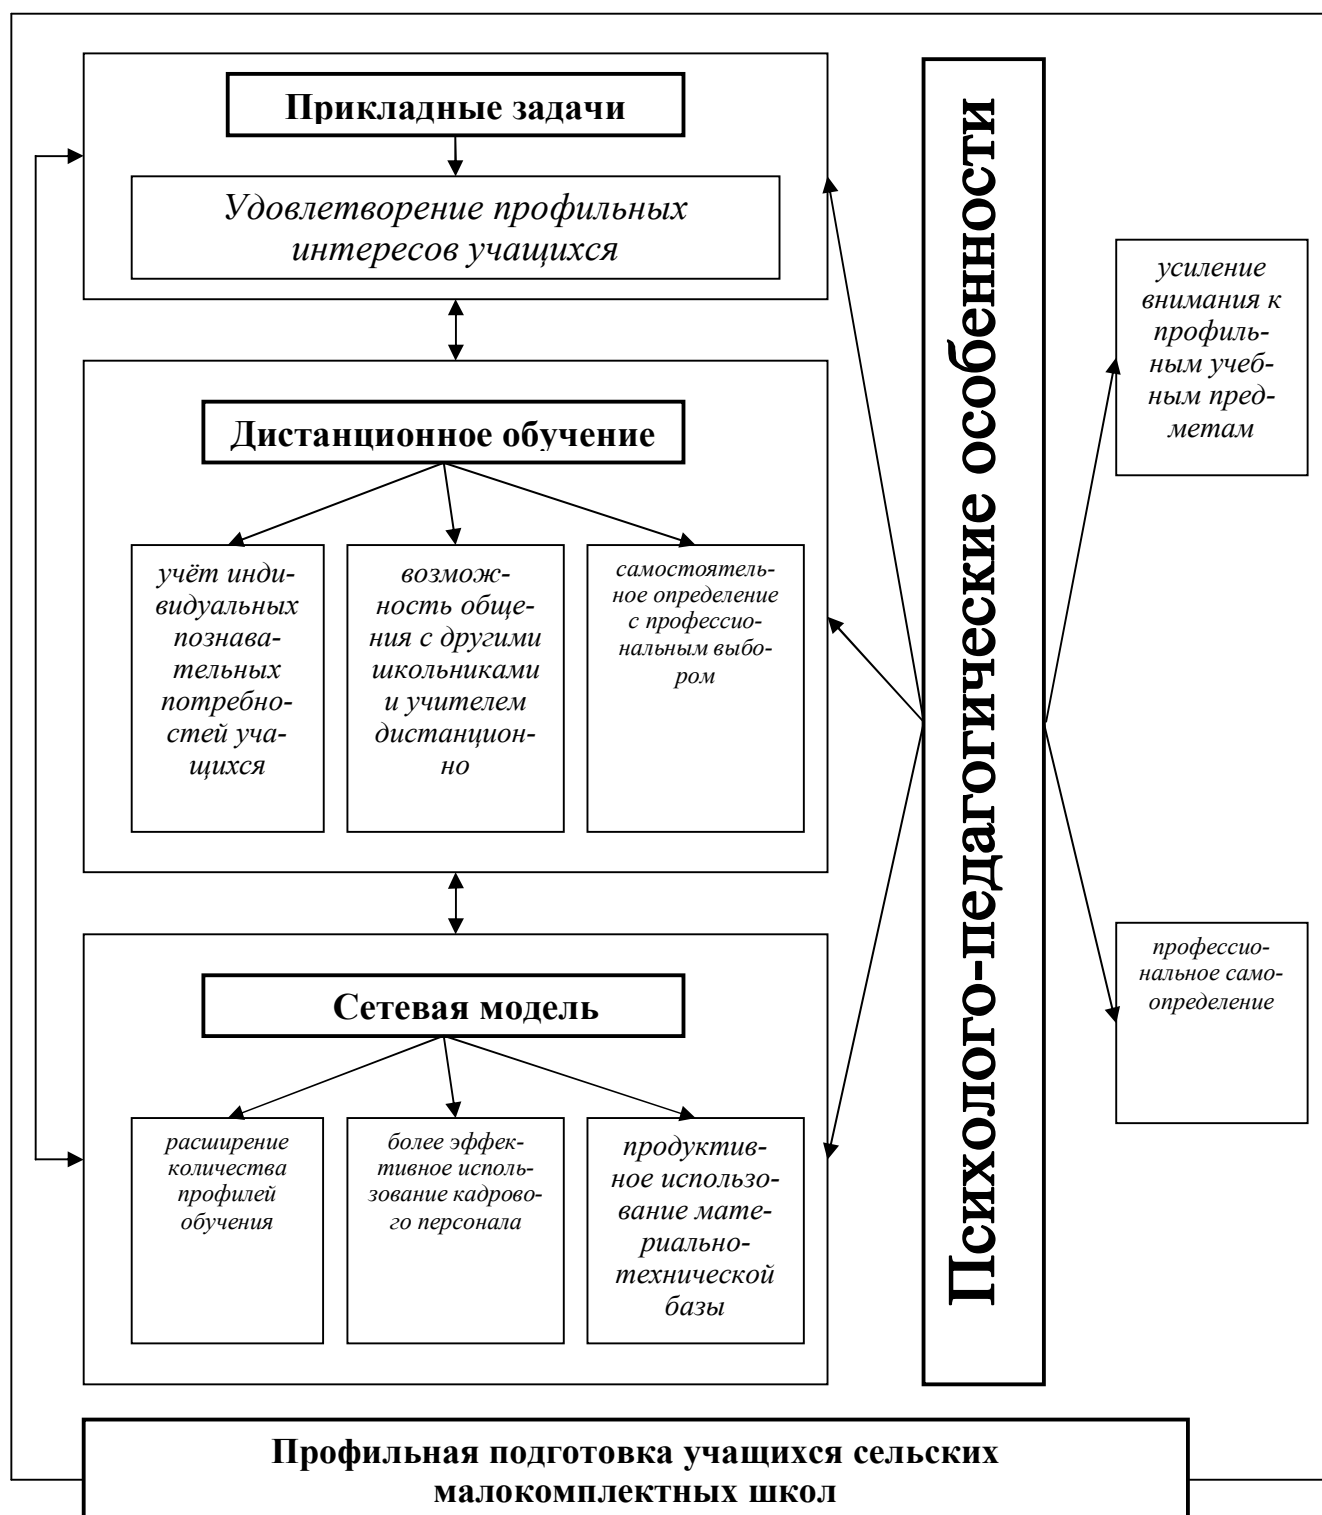 Прикладные задачи
Удовлетворение профильных
интересов учащихся
Дистанционное обучение
учёт инди-
видуальных
познава-
тельных
потребно-
стей уча-
щихся
возмож-
ность обще-
ния с другими
школьниками
и учителем
дистанцион-
но
самостоятель-
ное определение
с профессио-
нальным выбо-
ром
Сетевая модель
расширение
количества
профилей
обучения
более эффек-
тивное исполь-
зование кадрово-
го персонала
продуктив-
ное использо-
вание мате-
риально-
технической
базы
Психолого-педагогические особенности
усиление
внимания к
профиль-
ным учеб-
ным пред-
метам
профессио-
нальное само-
определение
Профильная подготовка учащихся сельских
малокомплектных школ